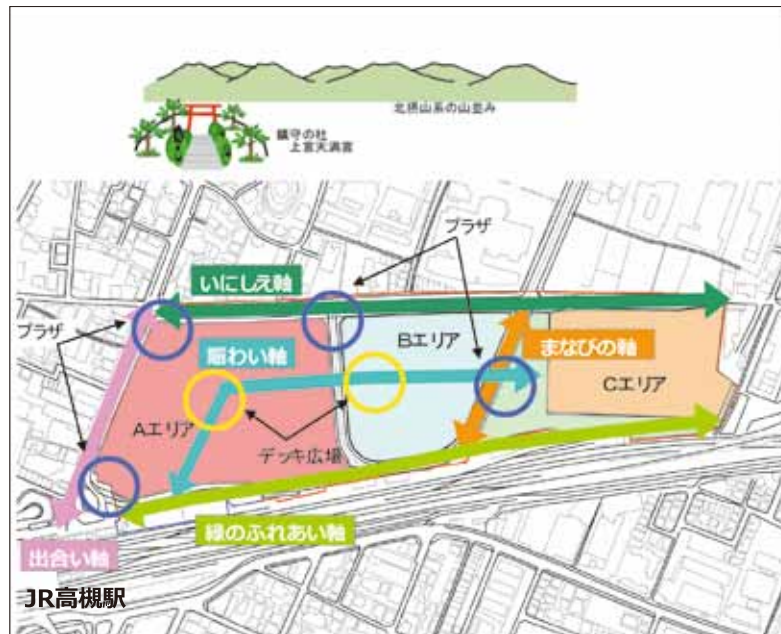 北摂山系の山並み
鎮守の杜
上宮天満宮
プラザ
いにしえ軸
プラザ
賑わい軸
Bエリア
まなびの軸
Cエリア
Aエリア
デッキ広場
緑のふれあい軸
出合い軸
JR高槻駅